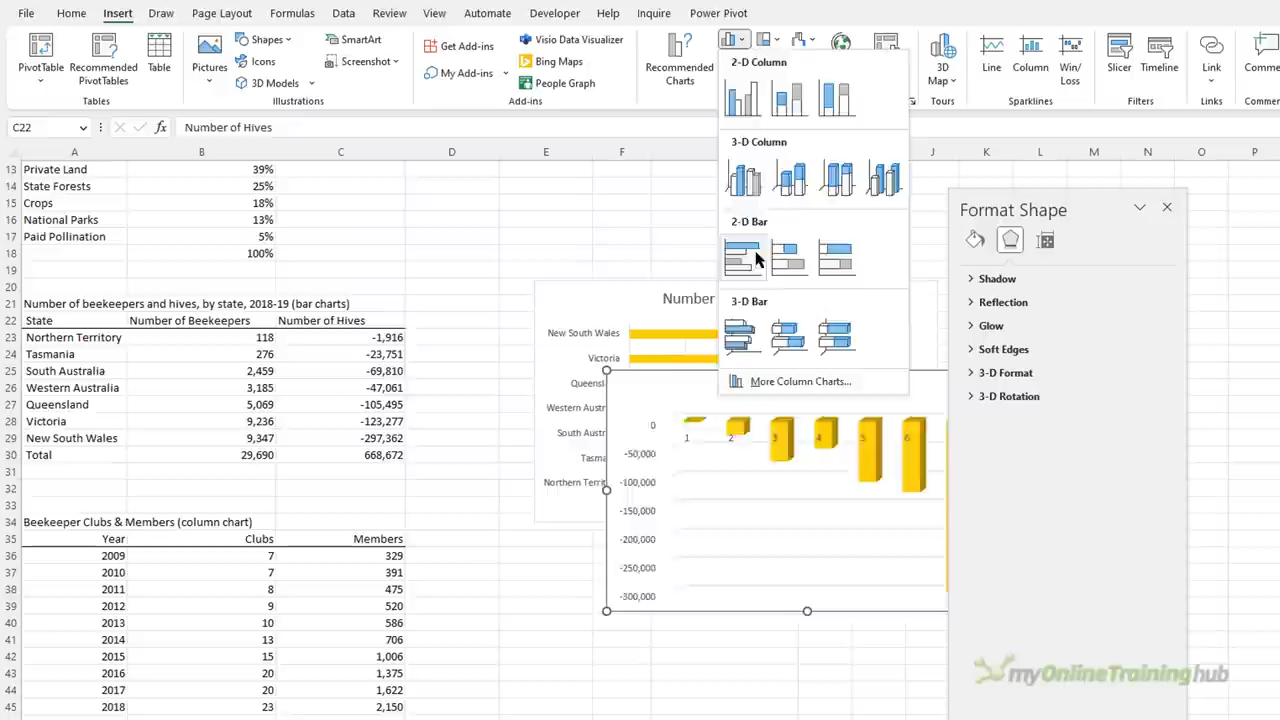 File Home Insert Draw Page Layout Formulas Data Review View Automate Developer Help Inquire Power Pivot
PivotTable Recommended PivotTables Table
Tables
Pictures Shapes Icons 3D Models SmartArt Screenshot
Illustrations
Get Add-ins My Add-ins Visio Data Visualizer Bing Maps People Graph
Add-ins
Recommended Charts
3D Map
Tours
Line Column Win/ Loss
Sparklines
Slicer Timeline
Filters
Link
Links
Comme
Commer
C22 fx Number of Hives
A B C D E F J K L M N O P
13 Private Land 39%
14 State Forests 25%
15 Crops 18%
16 National Parks 13%
17 Paid Pollination 5%
18 100%
19
20
21 Number of beekeepers and hives, by state, 2018-19 (bar charts)
22 State Number of Beekeepers Number of Hives
23 Northern Territory 118 -1,916
24 Tasmania 276 -23,751
25 South Australia 2,459 -69,810
26 Western Australia 3,185 -47,061
27 Queensland 5,069 -105,495
28 Victoria 9,236 -123,277
29 New South Wales 9,347 -297,362
30 Total 29,690 668,672
31
32
33
34 Beekeeper Clubs & Members (column chart)
35 Year Clubs Members
36 2009 7 329
37 2010 7 391
38 2011 8 475
39 2012 9 520
40 2013 10 586
41 2014 13 706
42 2015 15 1,006
43 2016 20 1,375
44 2017 20 1,622
45 2018 23 2,150
2-D Column
3-D Column
2-D Bar
3-D Bar
More Column Charts...
Number
New South Wales
Victoria
Queensl
Western Austr
South Austr
Tasma
Northern Territ
0
-50,000
-100,000
-150,000
-200,000
-250,000
-300,000
1 2 3 4 5 6
Format Shape
Shadow
Reflection
Glow
Soft Edges
3-D Format
3-D Rotation
myOnlineTraininghub